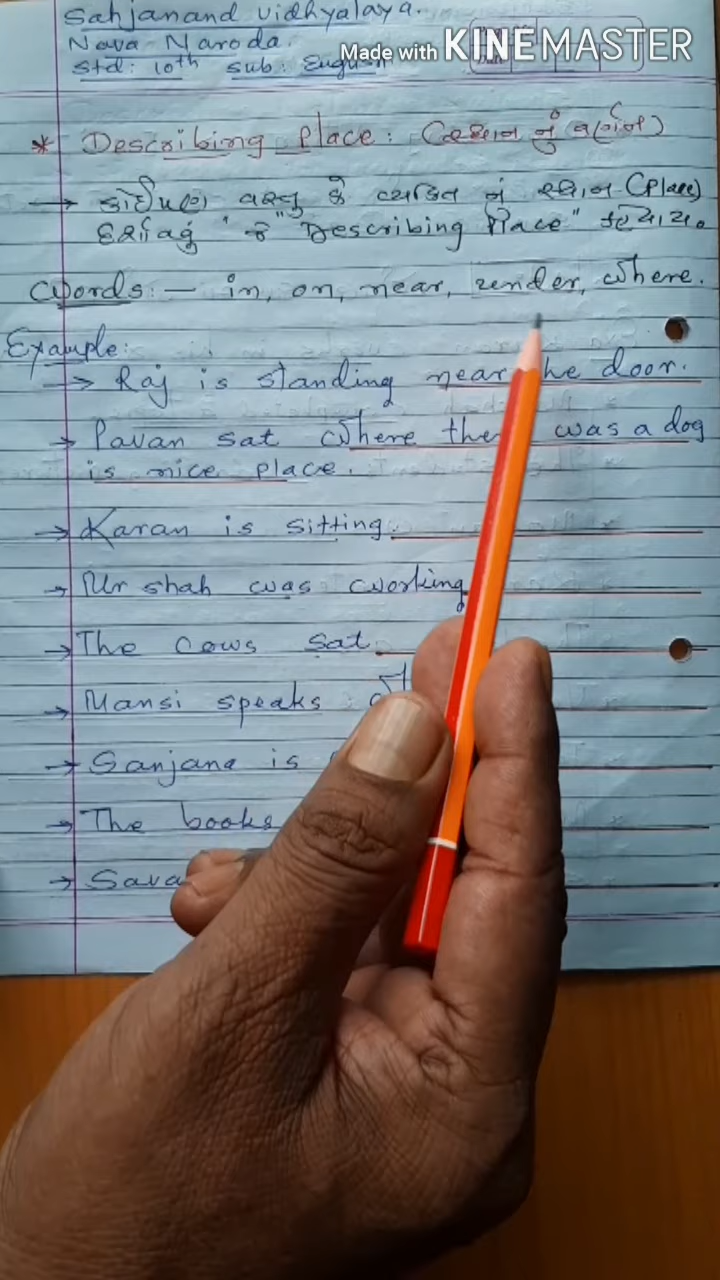 Sahjanand Vidhyalaya.
Nava Naroda.
Std: 10th Sub: English
Made with KINEMASTER
* Describing Place: (સ્થાન નું વર્ણન)
→ કોઈપણ વસ્તુ કે વ્યક્તિ નું સ્થાન (Place)
દર્શાવવું તે "Describing Place" કહેવાય.
Words:- in, on, near, under, where.
Example:
→ Raj is standing near the door.
→ Pavan sat where there was a dog
is nice place.
→ Karan is sitting
→ Mr shah was working
→ The cows sat
→ Mansi speaks
→ Sanjana is
→ The books
→